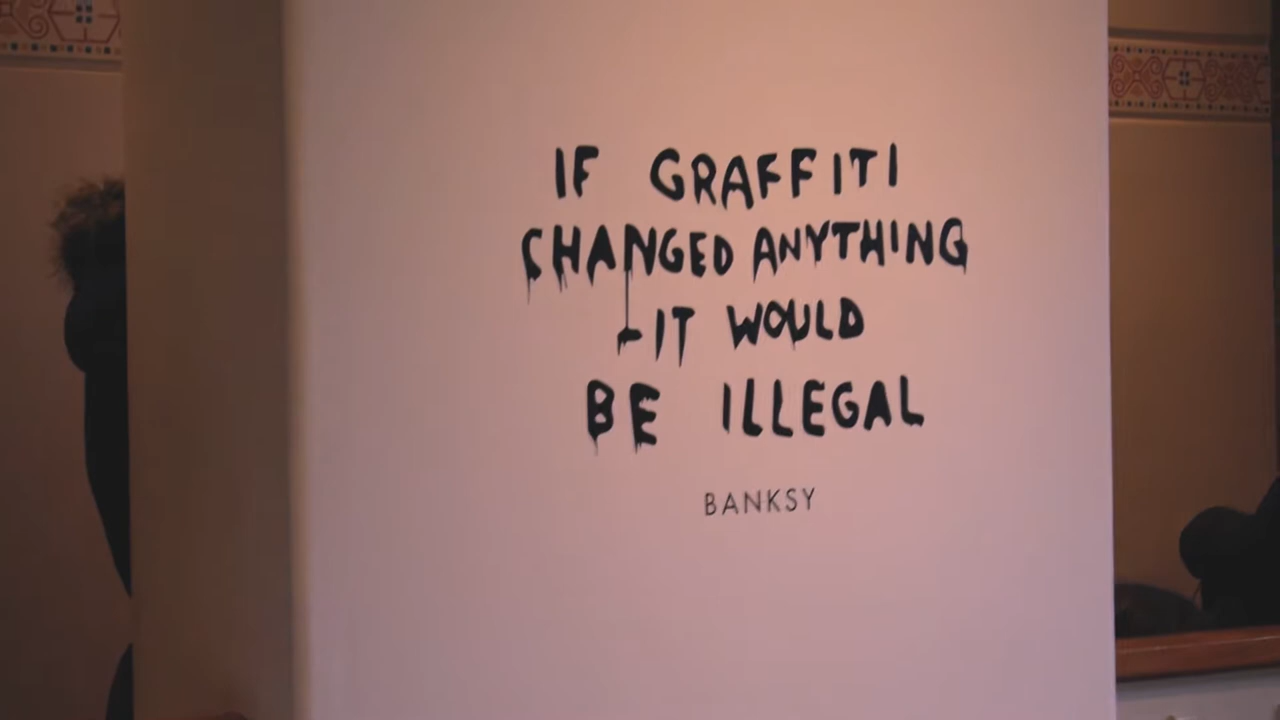 IF GRAFFITI
CHANGED ANYTHING
-IT WOULD
BE ILLEGAL
BANKSY